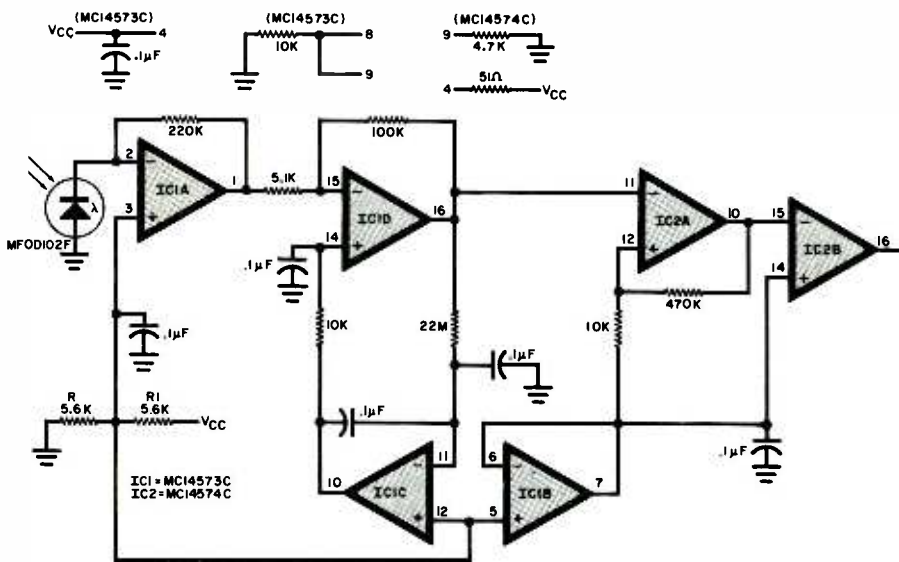 (MC14573C)
VCC
4
.1µF
(MC14573C)
10K
8
9
(MC14574C)
9
4.7K
51Ω
4
VCC
220K
100K
2
3
IC1A
1
5.1K
15
14
IC1D
16
11
12
IC2A
10
15
14
IC2B
16
λ
MFOD102F
.1µF
10K
22M
10K
470K
.1µF
.1µF
R
5.6K
R1
5.6K
VCC
.1µF
.1µF
10
IC1C
11
12
6
5
IC1B
7
IC1 = MC14573C
IC2 = MC14574C